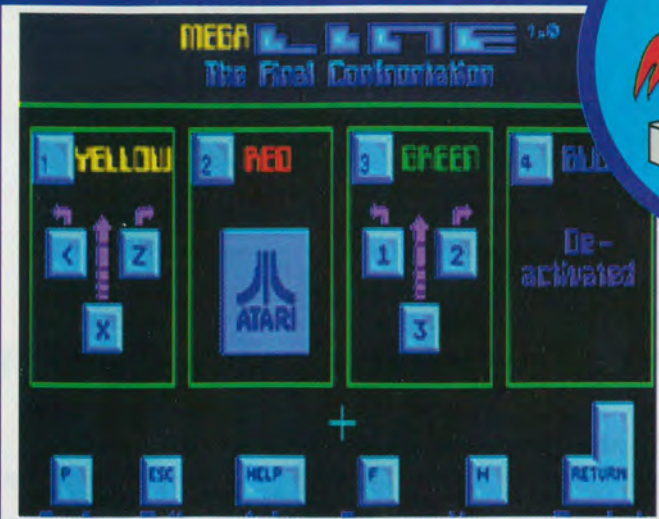 MEGA LINE 1.0
The Final Confrontation
1 YELLOW 2 RED 3 GREEN 4
< Z 1 2 De-
activated
X ATARI 3
P ESC HELP F H RETURN